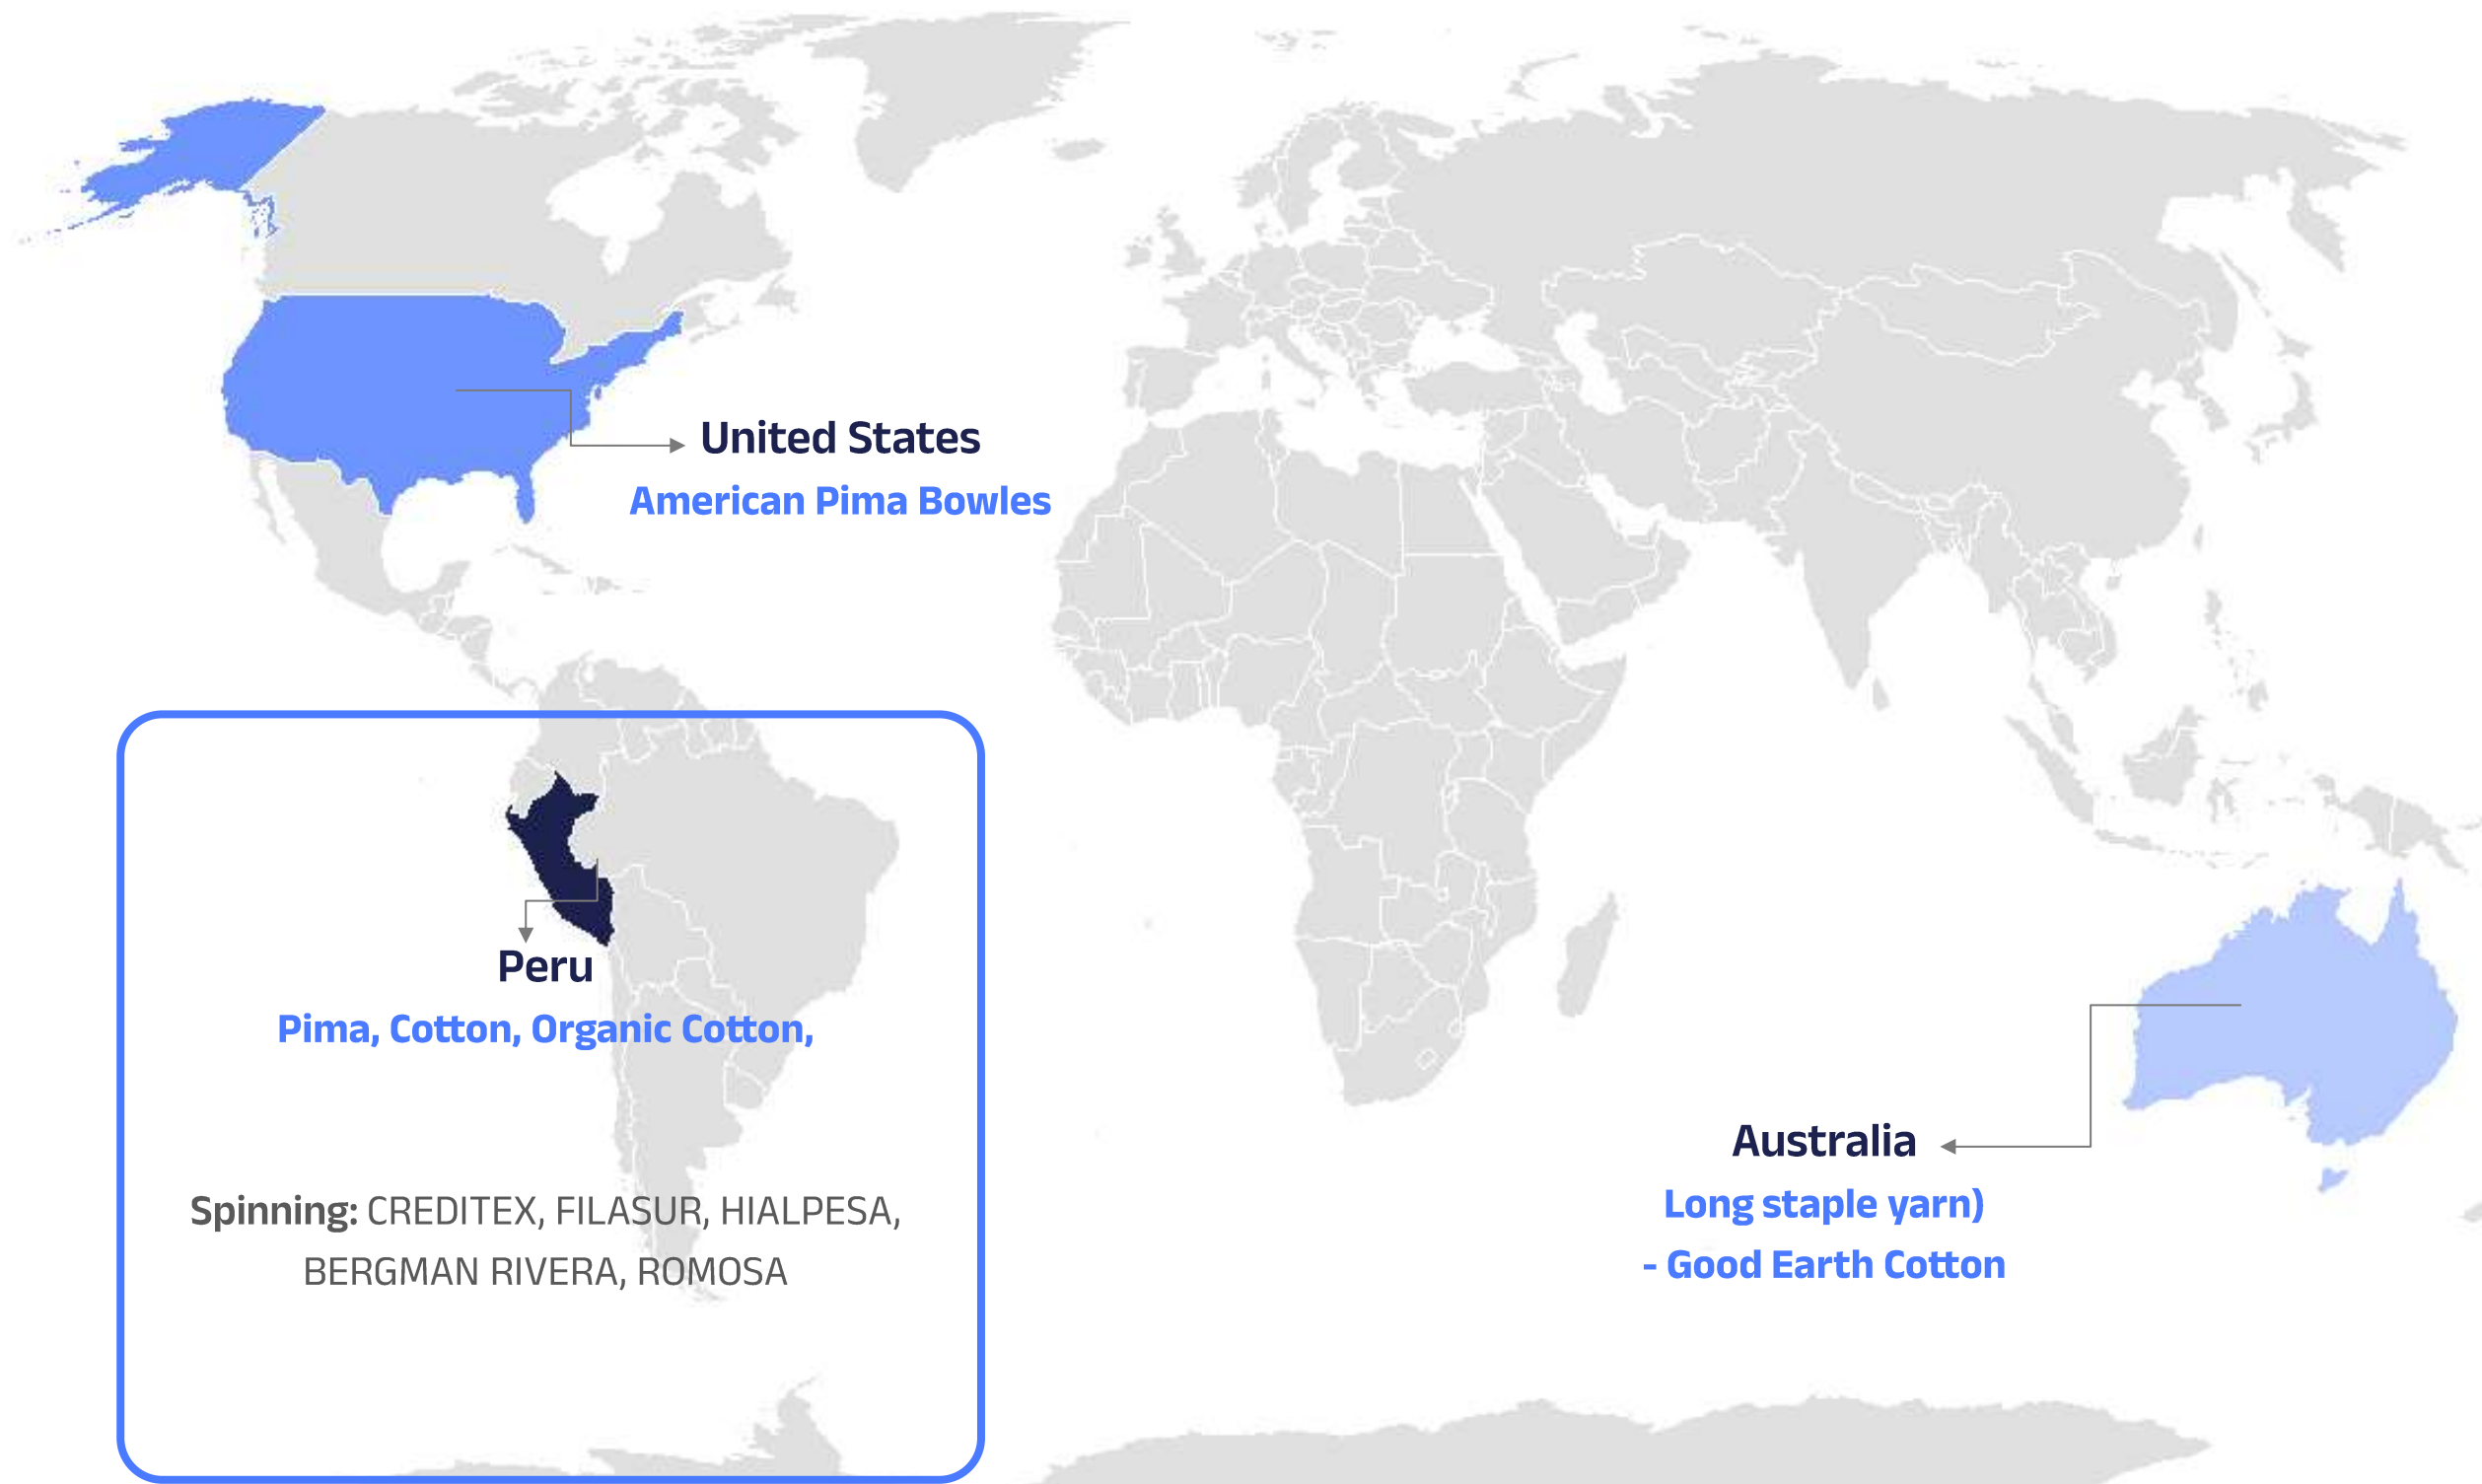 United States
American Pima Bowles
Peru
Pima, Cotton, Organic Cotton,
Spinning: CREDITEX, FILASUR, HIALPESA,
BERGMAN RIVERA, ROMOSA
Australia
Long staple yarn)
- Good Earth Cotton